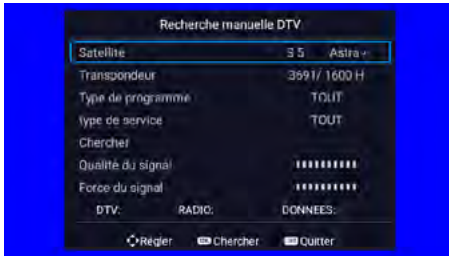 Recherche manuelle DTV
Satellite S 5 Astra
Transpondeur 3691/ 1600 H
Type de programme TOUT
type de service TOUT
Chercher
Qualité du signal
Force du signal
DTV: RADIO: DONNEES:
Régler OK Chercher Quitter